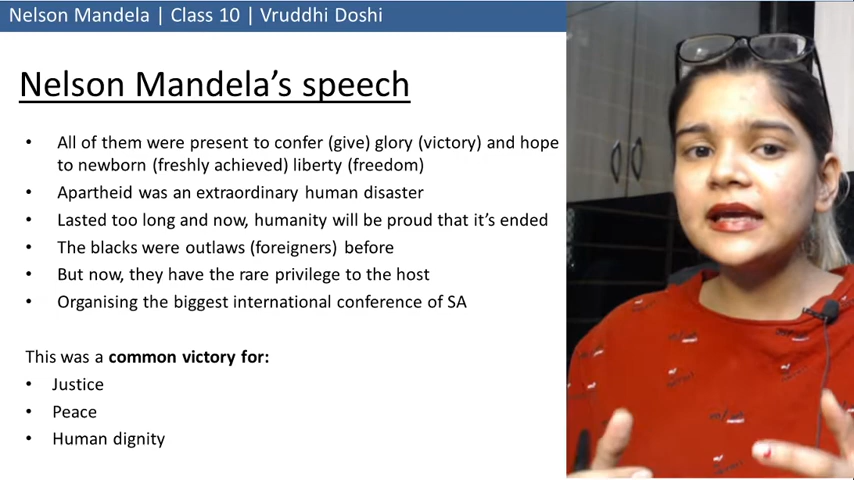 Nelson Mandela | Class 10 | Vruddhi Doshi
Nelson Mandela’s speech
• All of them were present to confer (give) glory (victory) and hope
to newborn (freshly achieved) liberty (freedom)
• Apartheid was an extraordinary human disaster
• Lasted too long and now, humanity will be proud that it’s ended
• The blacks were outlaws (foreigners) before
• But now, they have the rare privilege to the host
• Organising the biggest international conference of SA
This was a common victory for:
• Justice
• Peace
• Human dignity